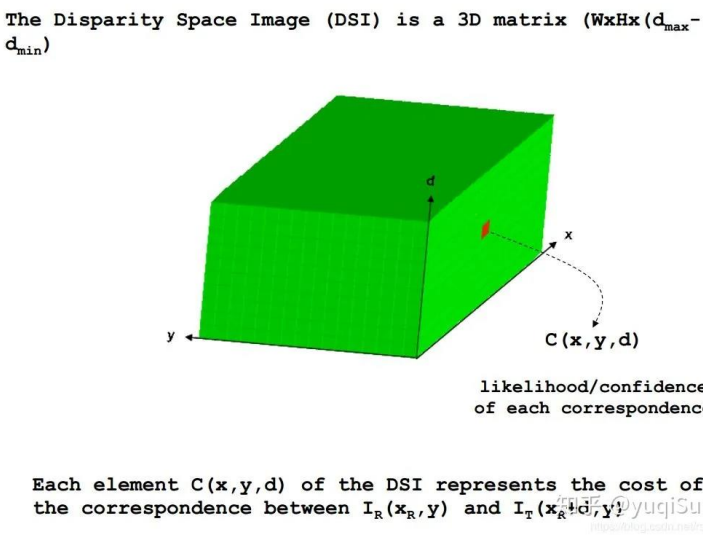 The Disparity Space Image (DSI) is a 3D matrix (WxHx(dmax-
dmin)
d
x
y
C(x,y,d)
likelihood/confidence
of each correspondence
Each element C(x,y,d) of the DSI represents the cost of
the correspondence between IR(xR,y) and IT(xR+d,y)
知乎 @yuqiSu